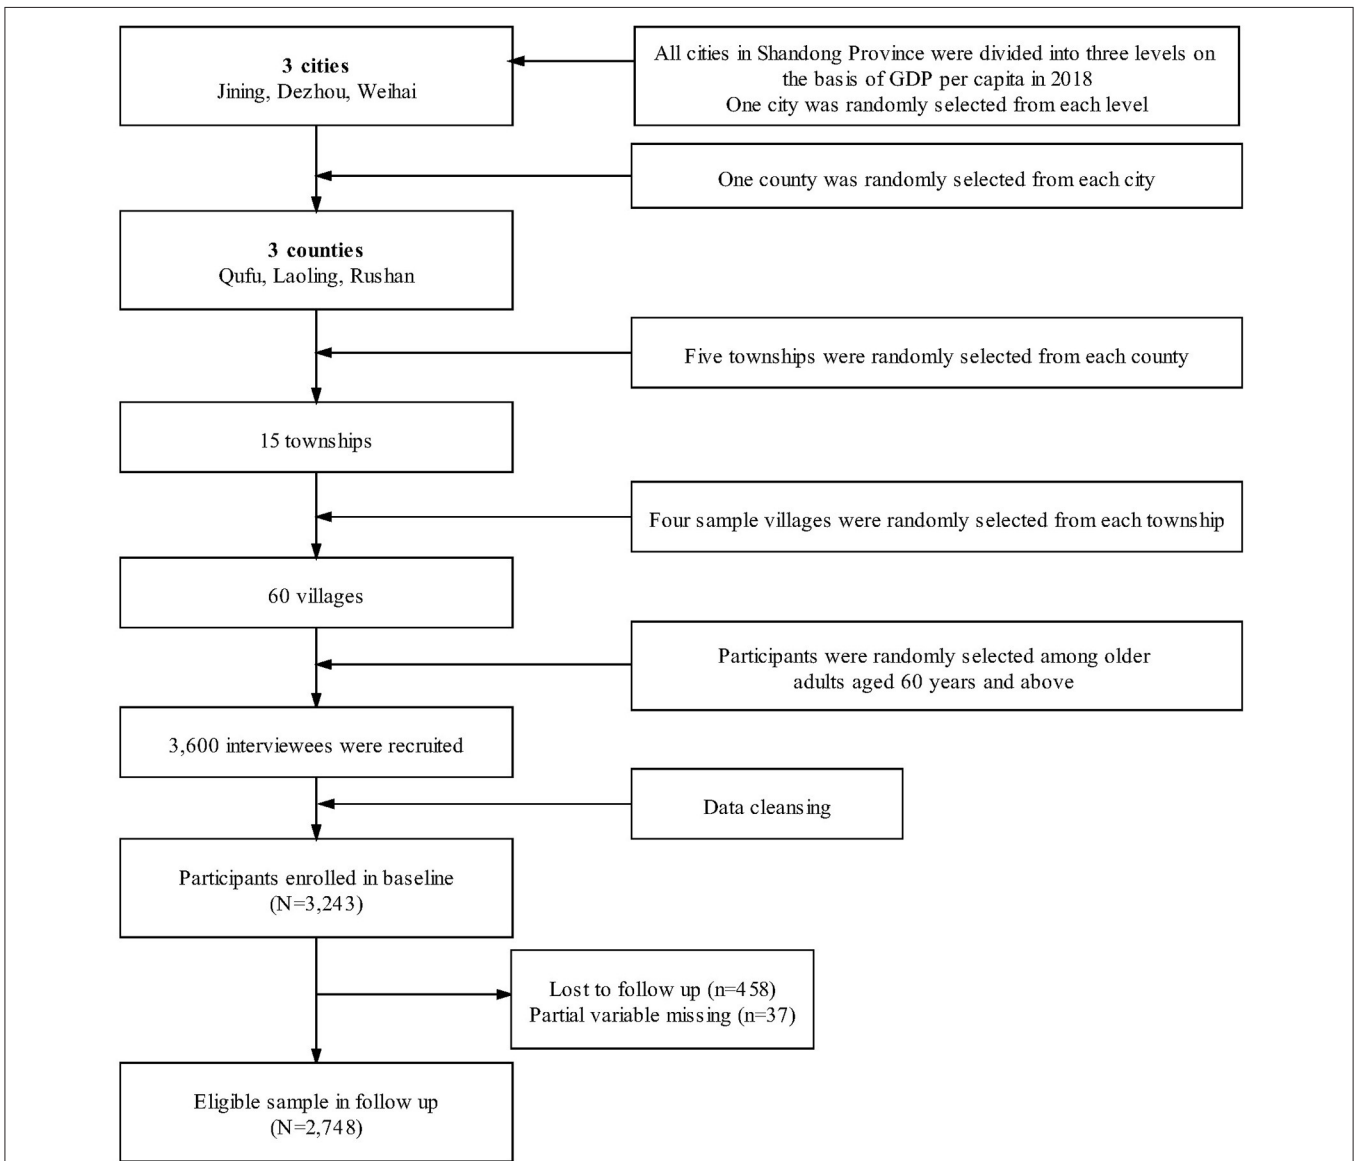 3 cities
Jining, Dezhou, Weihai
All cities in Shandong Province were divided into three levels on
the basis of GDP per capita in 2018
One city was randomly selected from each level
One county was randomly selected from each city
3 counties
Qufu, Laoling, Rushan
Five townships were randomly selected from each county
15 townships
Four sample villages were randomly selected from each township
60 villages
Participants were randomly selected among older
adults aged 60 years and above
3,600 interviewees were recruited
Data cleansing
Participants enrolled in baseline
(N=3,243)
Lost to follow up (n=458)
Partial variable missing (n=37)
Eligible sample in follow up
(N=2,748)